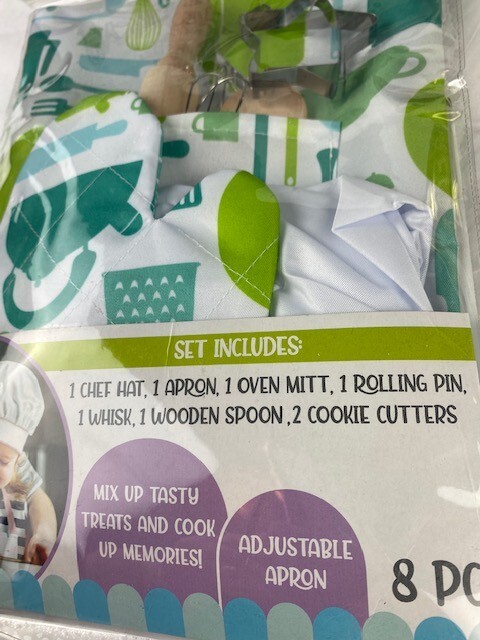 SET INCLUDES:
1 CHEF HAT, 1 APRON, 1 OVEN MITT, 1 ROLLING PIN,
1 WHISK, 1 WOODEN SPOON ,2 COOKIE CUTTERS
MIX UP TASTY
TREATS AND COOK
UP MEMORIES!
ADJUSTABLE
APRON
8 PC